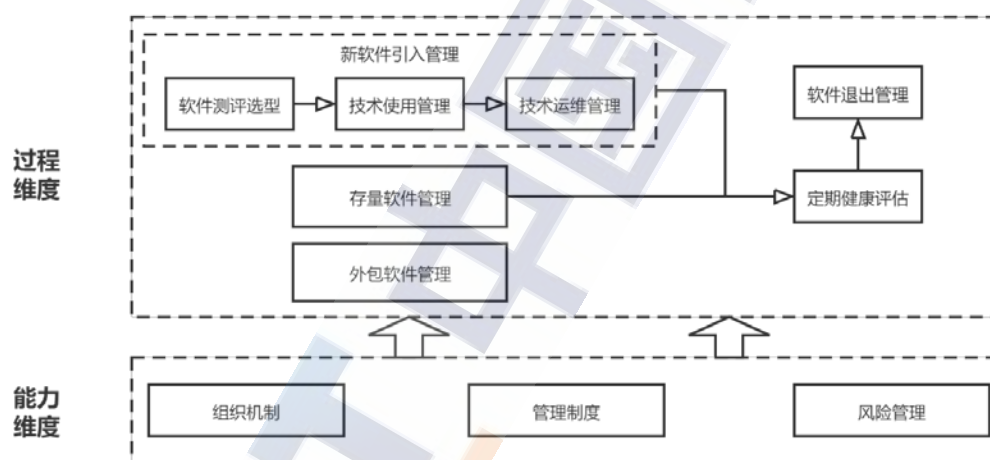 新软件引入管理
软件测评选型
技术使用管理
技术运维管理
软件退出管理
过程
维度
存量软件管理
定期健康评估
外包软件管理
能力
维度
组织机制
管理制度
风险管理